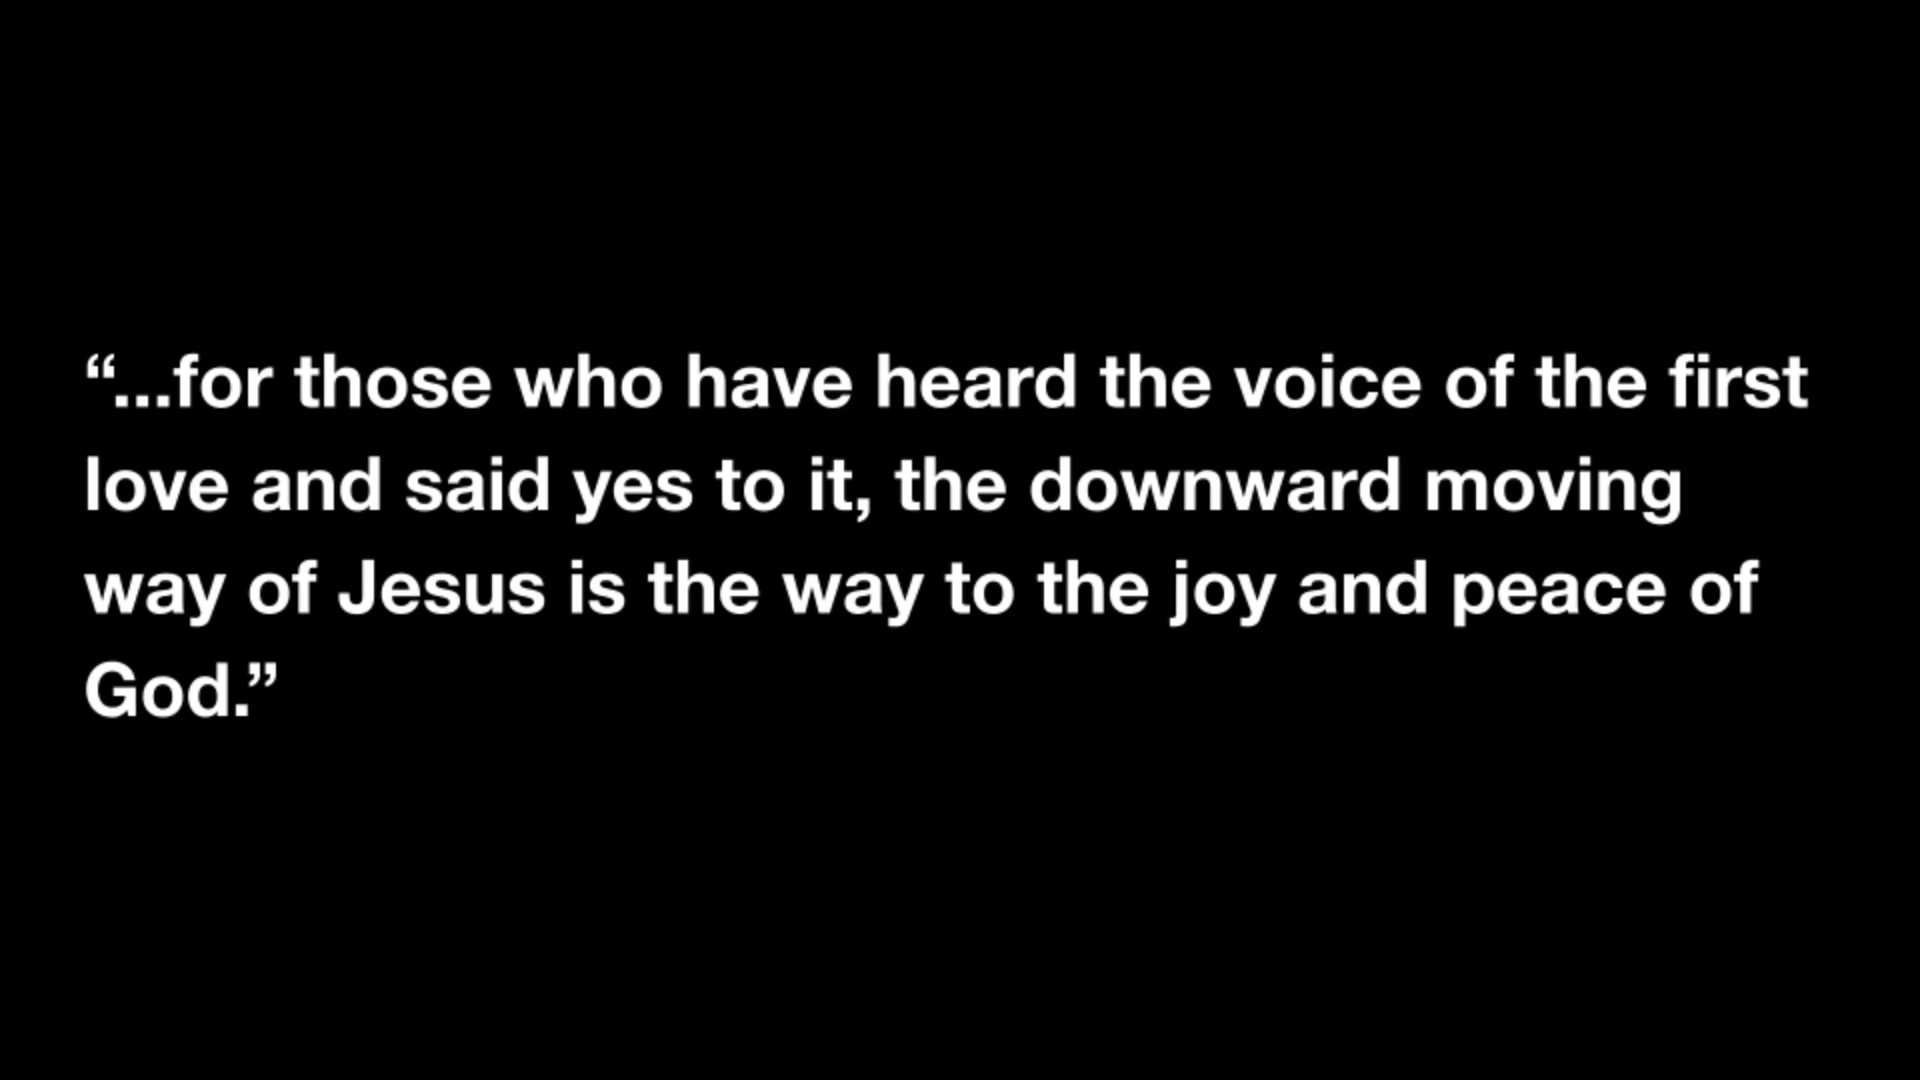 “...for those who have heard the voice of the first
love and said yes to it, the downward moving
way of Jesus is the way to the joy and peace of
God.”